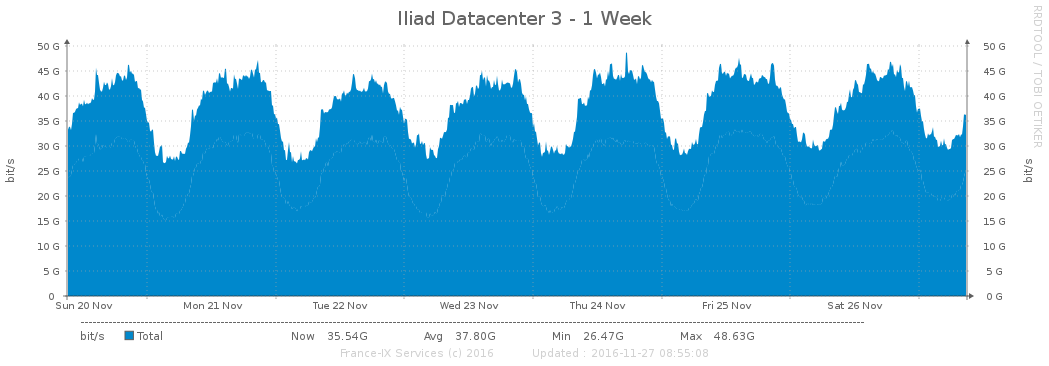 Iliad Datacenter 3 - 1 Week
RRDTOOL / TOBI OETIKER
50 G 50 G
45 G 45 G
40 G 40 G
35 G 35 G
30 G 30 G
25 G 25 G
20 G 20 G
15 G 15 G
10 G 10 G
5 G 5 G
0 0 G
bit/s bit/s
Sun 20 Nov Mon 21 Nov Tue 22 Nov Wed 23 Nov Thu 24 Nov Fri 25 Nov Sat 26 Nov
bit/s Total Now 35.54G Avg 37.80G Min 26.47G Max 48.63G
France-IX Services (c) 2016 Updated : 2016-11-27 08:55:08